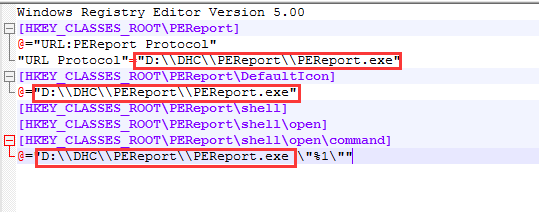 Windows Registry Editor Version 5.00
[HKEY_CLASSES_ROOT\PEReport]
@="URL:PEReport Protocol"
"URL Protocol"="D:\\DHC\\PEReport\\PEReport.exe"
[HKEY_CLASSES_ROOT\PEReport\DefaultIcon]
@="D:\\DHC\\PEReport\\PEReport.exe"
[HKEY_CLASSES_ROOT\PEReport\shell]
[HKEY_CLASSES_ROOT\PEReport\shell\open]
[HKEY_CLASSES_ROOT\PEReport\shell\open\command]
@="D:\\DHC\\PEReport\\PEReport.exe \"%1\""